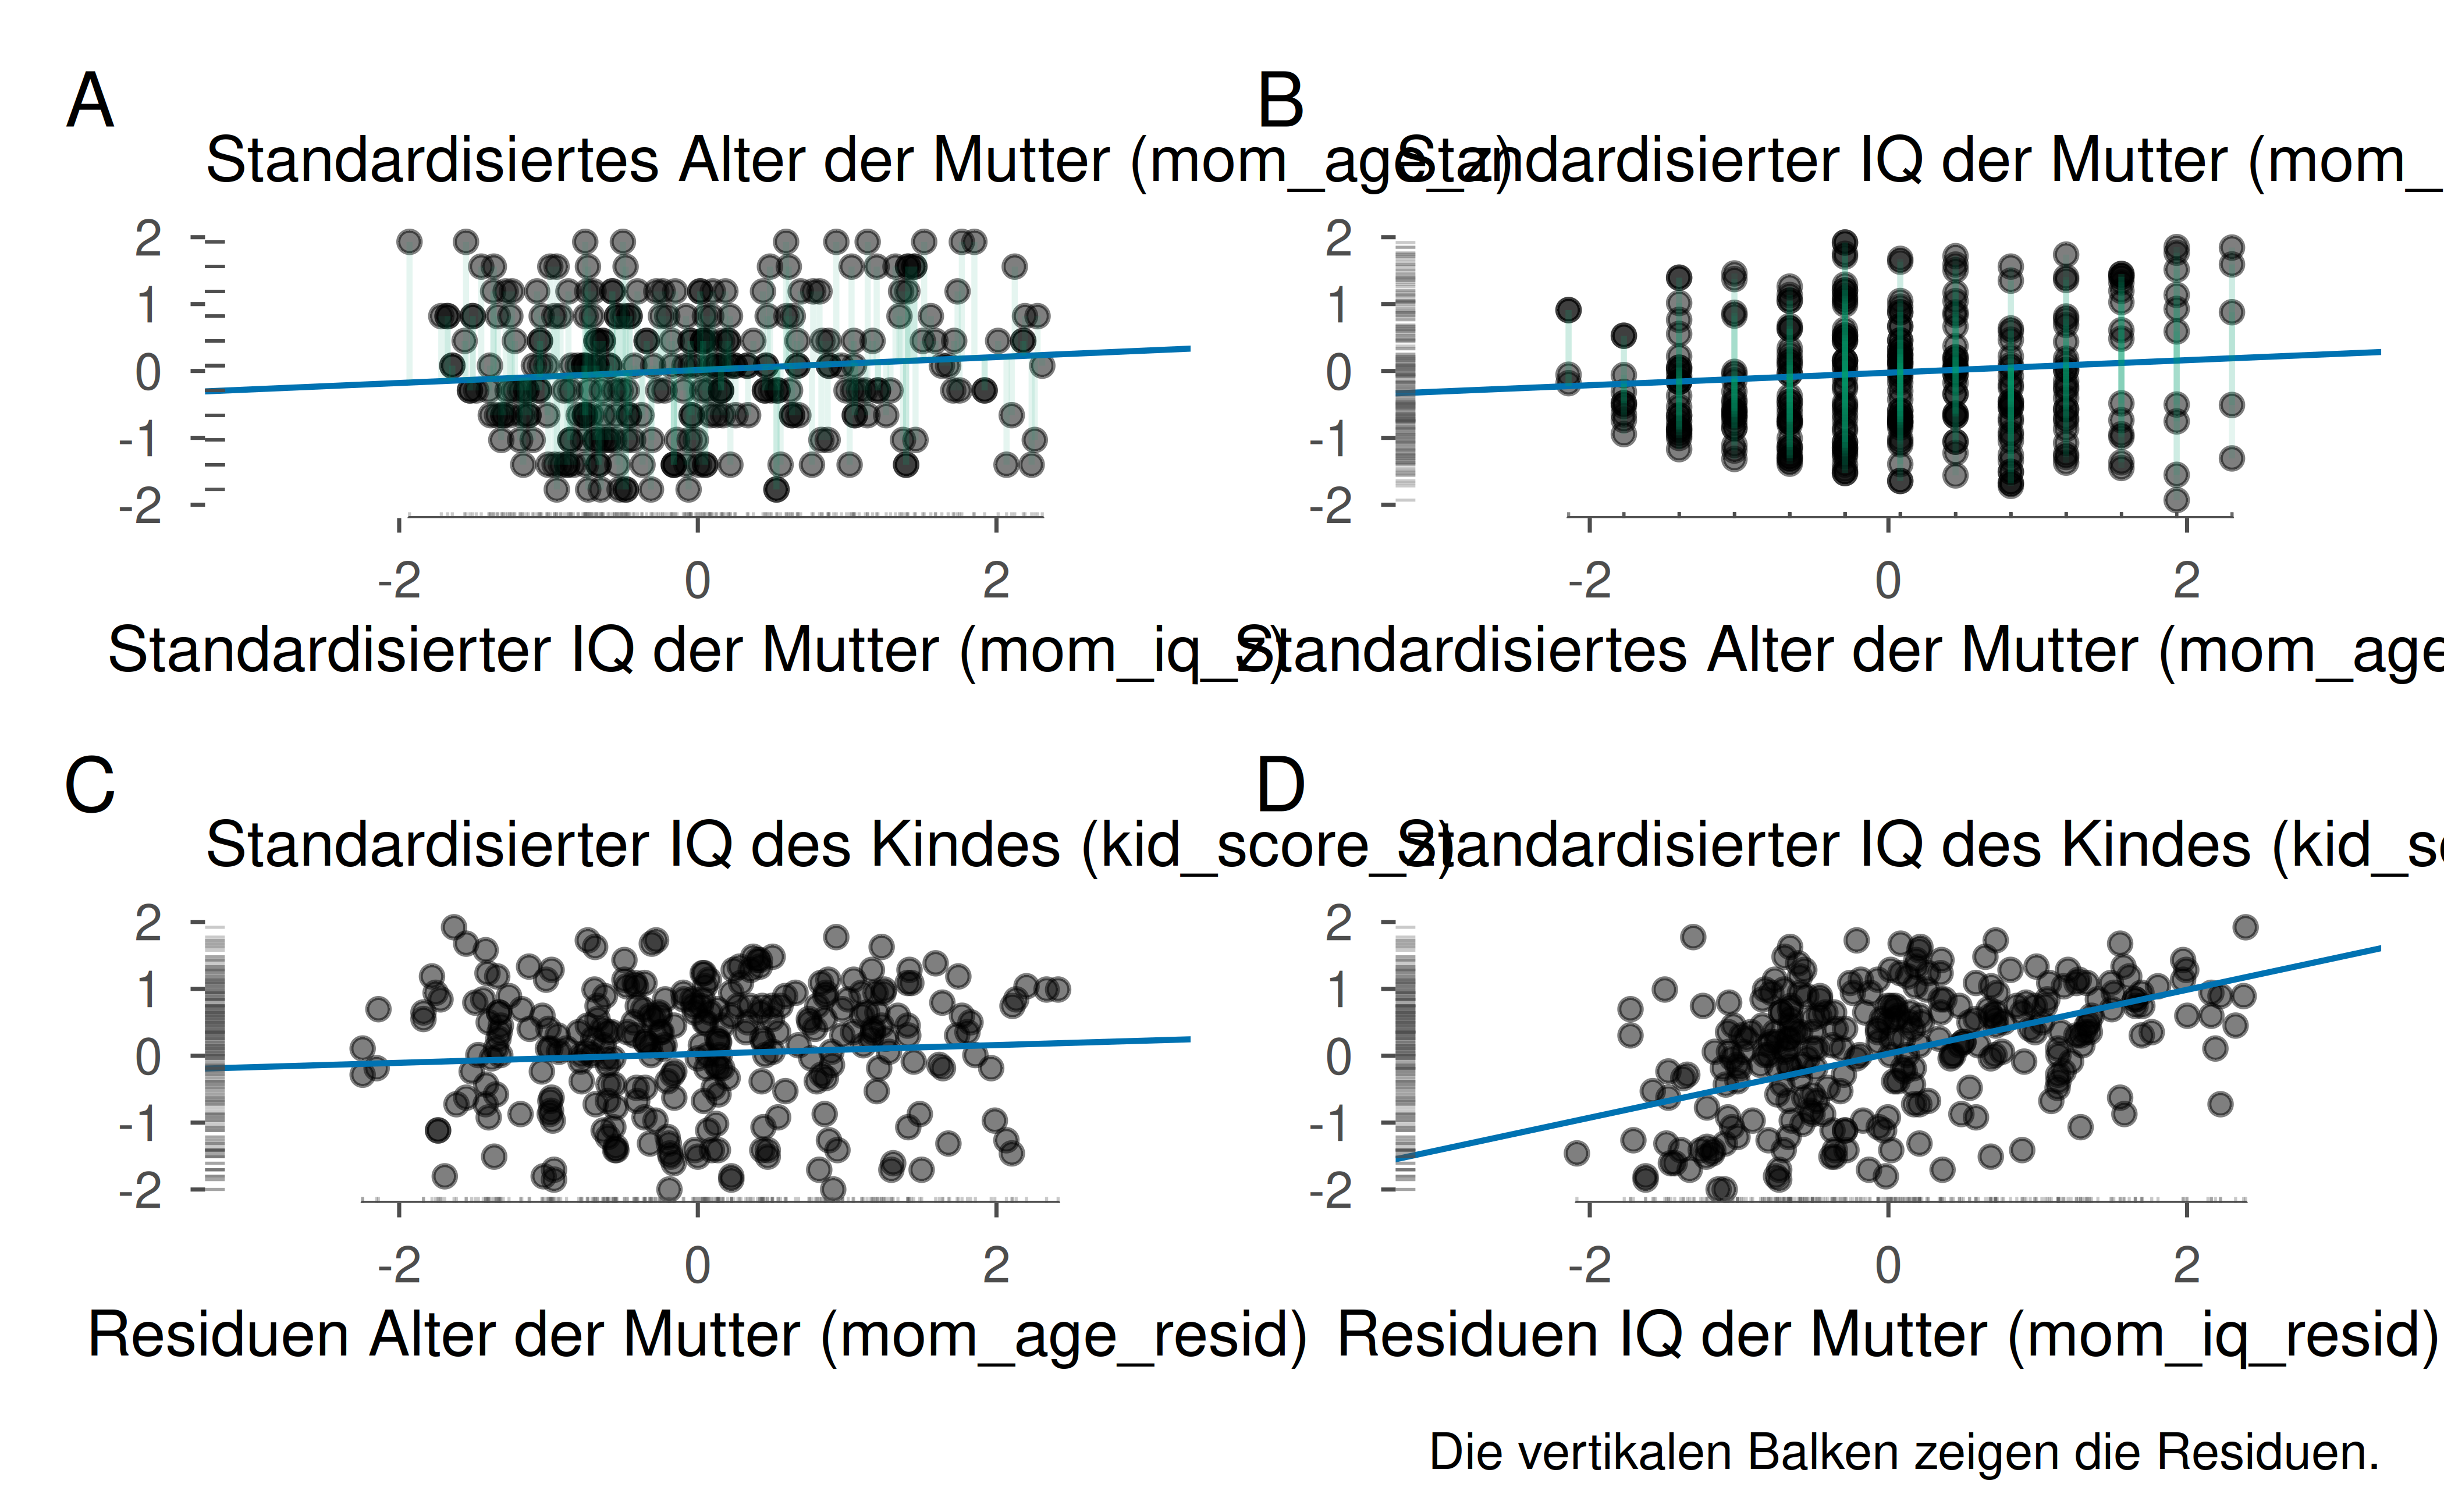 A
Standardisiertes Alter der Mutter (mom_age_z)
2
1
0
-1
-2
-2 0 2
Standardisierter IQ der Mutter (mom_iq_z)
B
Standardisierter IQ der Mutter (mom_
2
1
0
-1
-2
-2 0 2
Standardisiertes Alter der Mutter (mom_age
C
Standardisierter IQ des Kindes (kid_score_z)
2
1
0
-1
-2
-2 0 2
Residuen Alter der Mutter (mom_age_resid)
D
Standardisierter IQ des Kindes (kid_s
2
1
0
-1
-2
-2 0 2
Residuen IQ der Mutter (mom_iq_resid)
Die vertikalen Balken zeigen die Residuen.